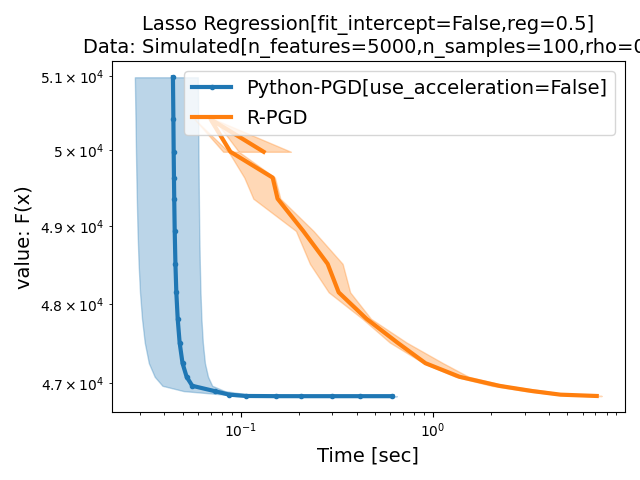 Lasso Regression[fit_intercept=False,reg=0.5]
Data: Simulated[n_features=5000,n_samples=100,rho=0
Python-PGD[use_acceleration=False]
R-PGD
value: F(x)
5.1 × 10⁴
5 × 10⁴
4.9 × 10⁴
4.8 × 10⁴
4.7 × 10⁴
10⁻¹
10⁰
Time [sec]